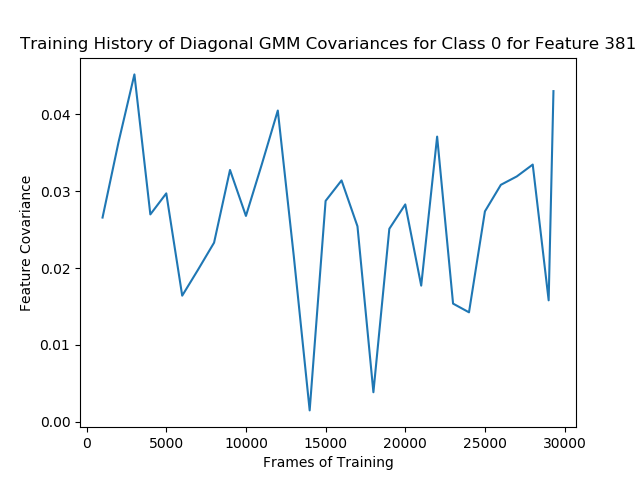 Training History of Diagonal GMM Covariances for Class 0 for Feature 381
0.04
0.03
0.02
0.01
0.00
Feature Covariance
0 5000 10000 15000 20000 25000 30000
Frames of Training